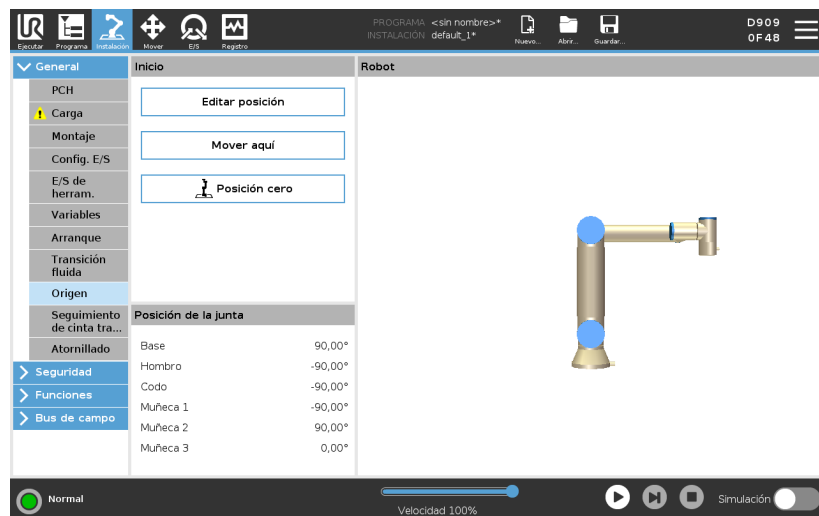 UR
Ejecutar
Programa
Instalación
Mover
E/S
Registro
PROGRAMA <sin nombre>*
INSTALACIÓN default_1*
Nuevo...
Abrir...
Guardar...
D909
0F48
General
PCH
Carga
Montaje
Config. E/S
E/S de
herram.
Variables
Arranque
Transición
fluida
Origen
Seguimiento
de cinta tra...
Atornillado
Seguridad
Funciones
Bus de campo
Inicio
Editar posición
Mover aquí
Posición cero
Posición de la junta
Base 90,00°
Hombro -90,00°
Codo -90,00°
Muñeca 1 -90,00°
Muñeca 2 90,00°
Muñeca 3 0,00°
Robot
Normal
Velocidad 100%
Simulación